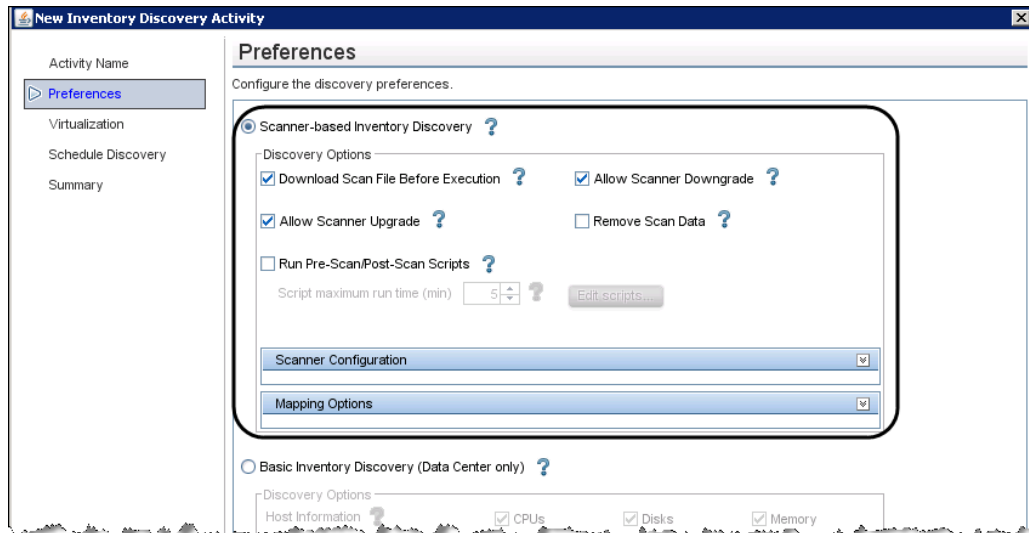 New Inventory Discovery Activity
Activity Name
Preferences
Virtualization
Schedule Discovery
Summary
Preferences
Configure the discovery preferences.
Scanner-based Inventory Discovery ?
Discovery Options
Download Scan File Before Execution ? Allow Scanner Downgrade ?
Allow Scanner Upgrade ? Remove Scan Data ?
Run Pre-Scan/Post-Scan Scripts ?
Script maximum run time (min) 5 ? Edit scripts....
Scanner Configuration
Mapping Options
Basic Inventory Discovery (Data Center only) ?
Discovery Options
Host Information ? CPUs Disks Memory